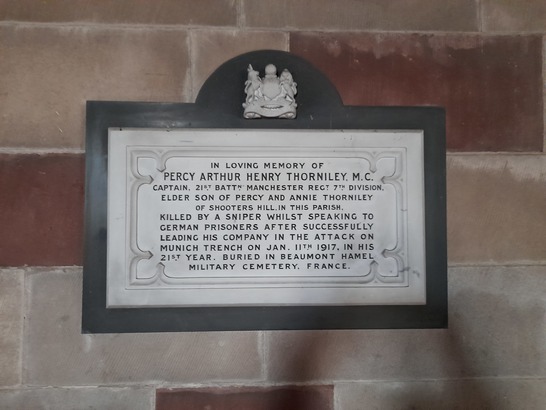 IN LOVING MEMORY OF
PERCY ARTHUR HENRY THORNILEY, M.C.
CAPTAIN, 21ST BATTN MANCHESTER REGT 7TH DIVISION,
ELDER SON OF PERCY AND ANNIE THORNILEY
OF SHOOTERS HILL, IN THIS PARISH.
KILLED BY A SNIPER WHILST SPEAKING TO
GERMAN PRISONERS AFTER SUCCESSFULLY
LEADING HIS COMPANY IN THE ATTACK ON
MUNICH TRENCH ON JAN. 11TH 1917, IN HIS
21ST YEAR. BURIED IN BEAUMONT HAMEL
MILITARY CEMETERY, FRANCE.